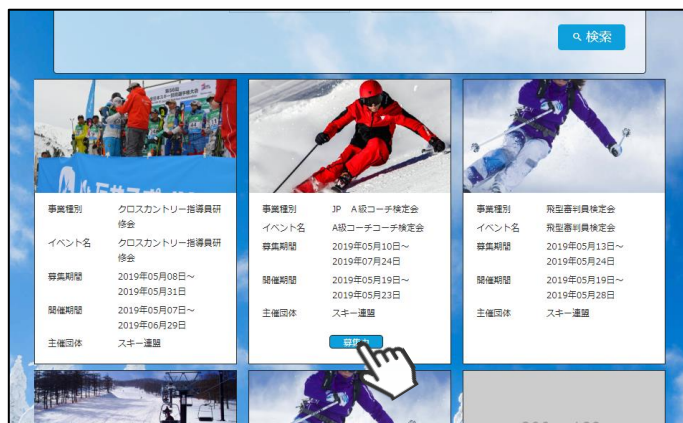 検索
事業種別 クロスカントリー指導員研
修会
イベント名 クロスカントリー指導員研
修会
募集期間 2019年05月08日～
2019年05月31日
開催期間 2019年05月07日～
2019年06月29日
主催団体 スキー連盟
事業種別 JP A級コーチ検定会
イベント名 A級コーチコーチ検定会
募集期間 2019年05月10日～
2019年07月24日
開催期間 2019年05月19日～
2019年05月23日
主催団体 スキー連盟
募集中
事業種別 飛型審判員検定会
イベント名 飛型審判員検定会
募集期間 2019年05月13日～
2019年05月24日
開催期間 2019年05月19日～
2019年05月28日
主催団体 スキー連盟